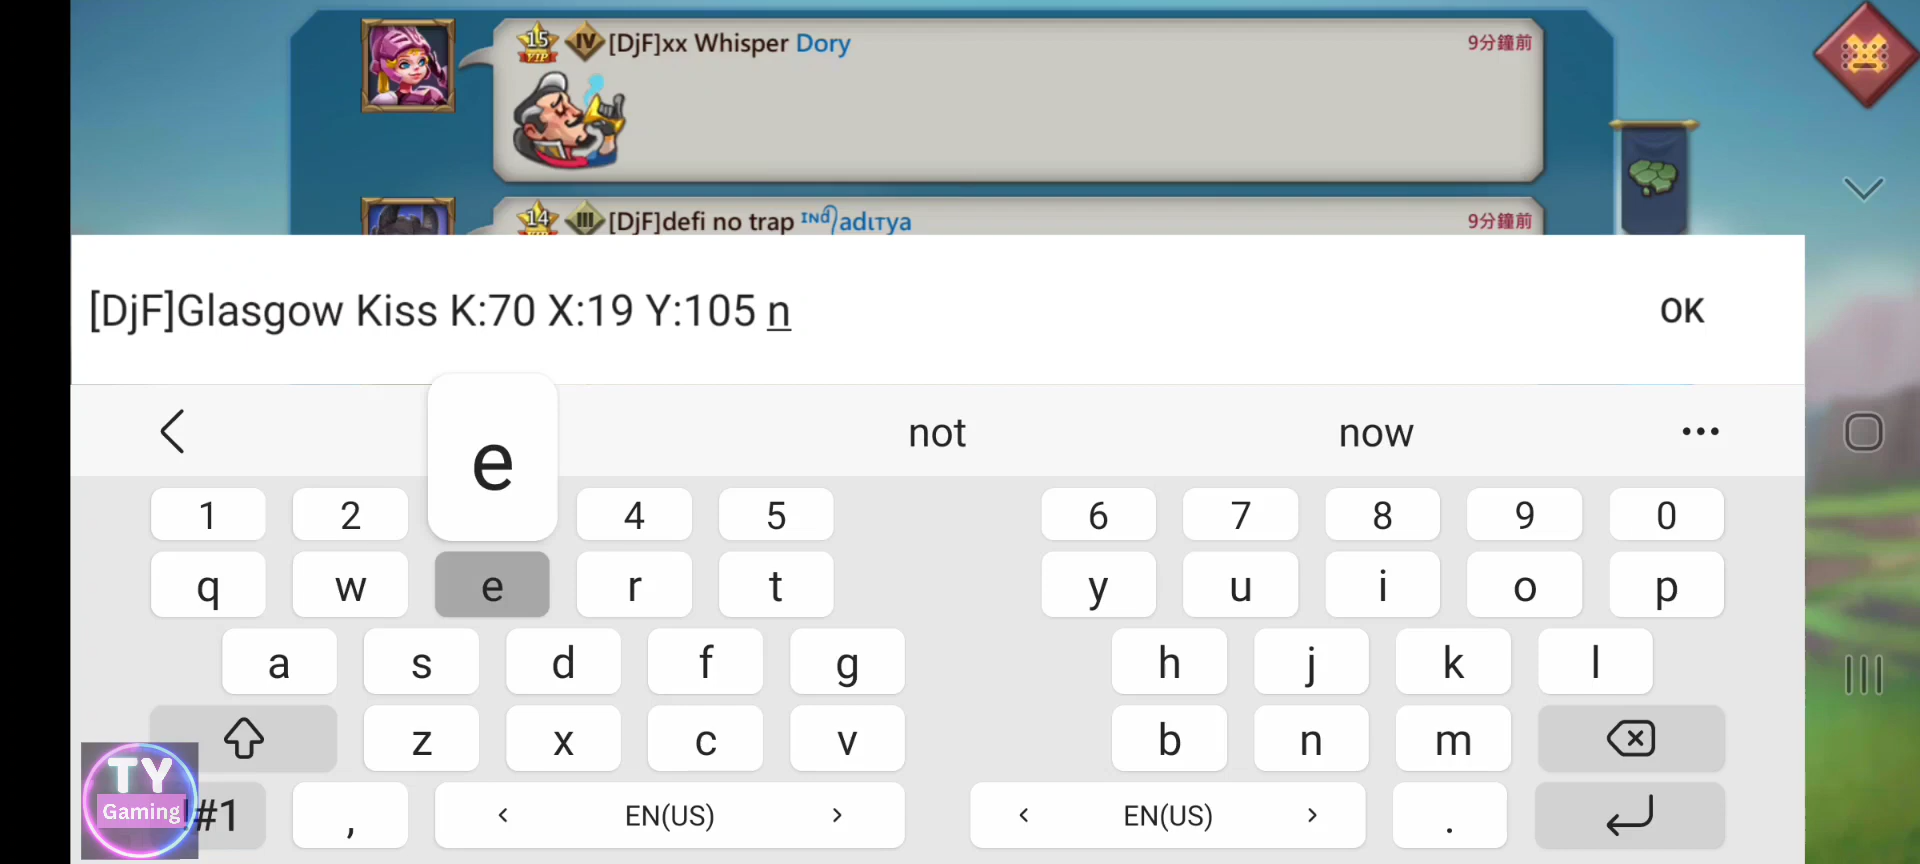 15 VIP IV [DjF]xx Whisper Dory 9分鐘前
14 III [DjF]defi no trap ᴵᴺᵈ⁾adιтya 9分鐘前
[DjF]Glasgow Kiss K:70 X:19 Y:105 n OK
e not now
1 2 4 5 6 7 8 9 0
q w e r t y u i o p
a s d f g h j k l
z x c v b n m
!#1 , < EN(US) > < EN(US) > .
TY
Gaming